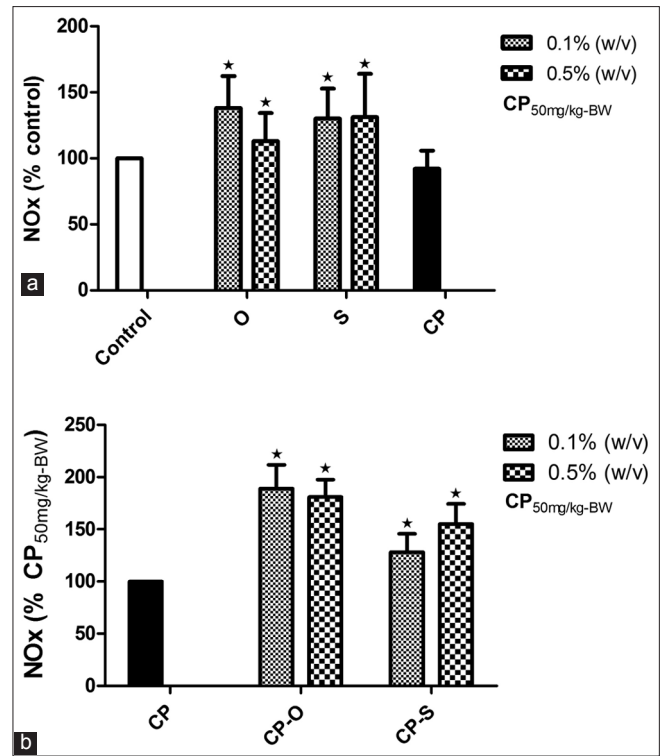 200
150
100
50
0
NOx (% control)
0.1% (w/v)
0.5% (w/v)
CP50mg/kg-BW
Control
O
S
CP
a
250
200
150
100
50
0
NOx (% CP50mg/kg-BW)
0.1% (w/v)
0.5% (w/v)
CP50mg/kg-BW
CP
CP-O
CP-S
b